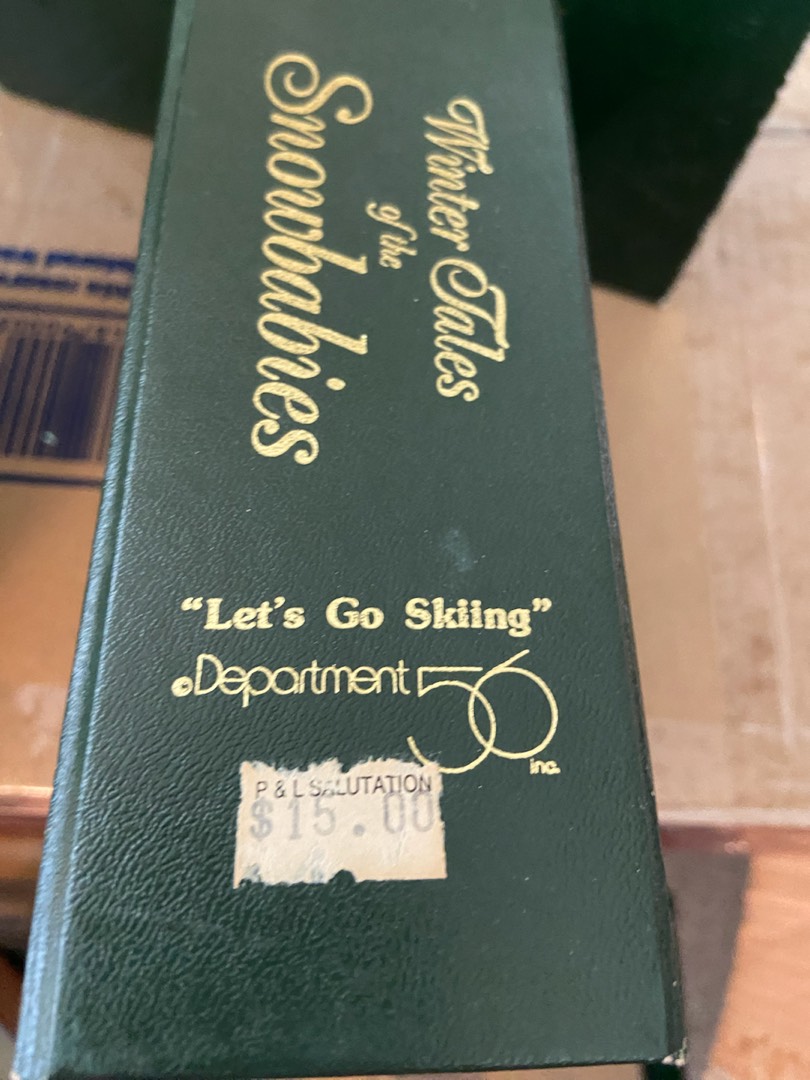 Winter Tales
of the
Snowbabies
“Let's Go Skiing”
©Department 56
inc.
P & L SALUTATION
$15.00